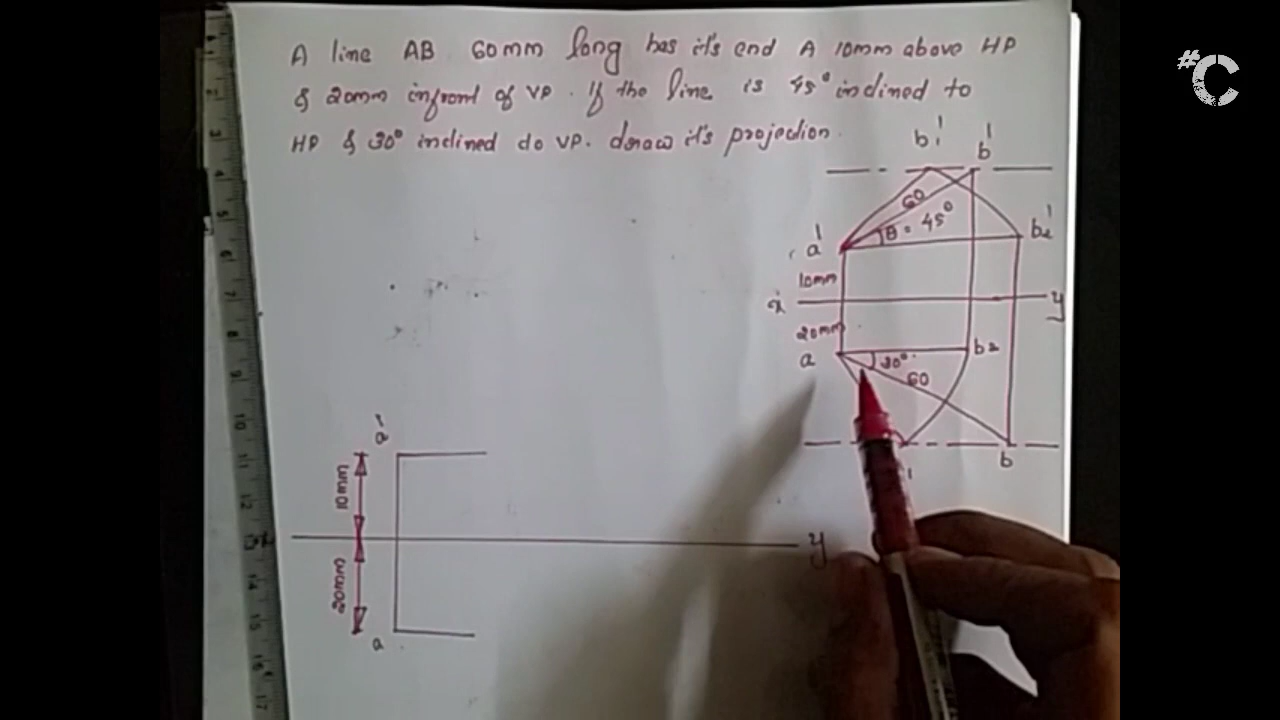 A line AB 60mm long has it's end A 10mm above HP
& 20mm infront of VP. If the line is 45° inclined to
HP & 30° inclined do VP. draw it's projection.
#C
b1' b'
60
θ = 45°
a' b2'
10mm
x y
20mm
a b2
30°
60
b
a'
10mm
y
20mm
a